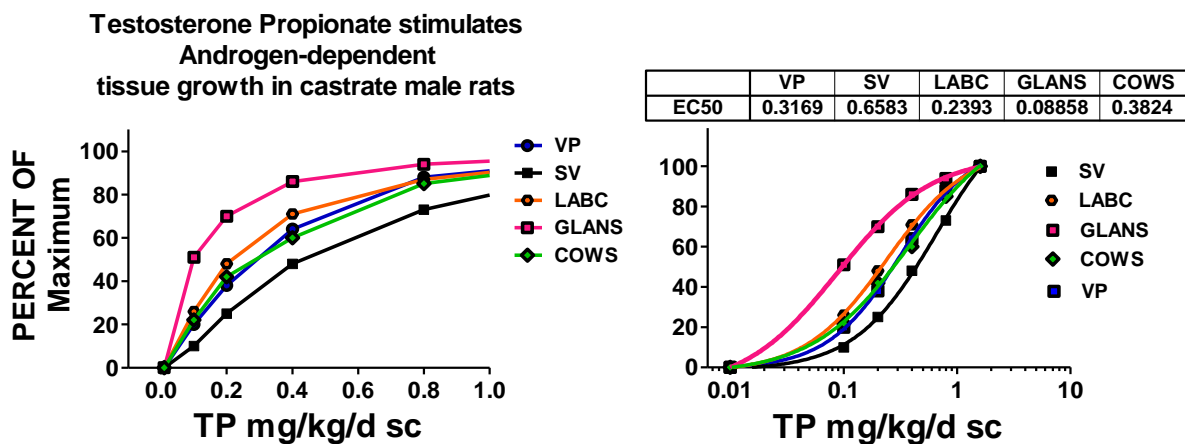 Testosterone Propionate stimulates
Androgen-dependent
tissue growth in castrate male rats
PERCENT OF
Maximum
100
80
60
40
20
0
0.0 0.2 0.4 0.6 0.8 1.0
TP mg/kg/d sc
VP
SV
LABC
GLANS
COWS
VP SV LABC GLANS COWS
EC50 0.3169 0.6583 0.2393 0.08858 0.3824
100
80
60
40
20
0
0.01 0.1 1 10
TP mg/kg/d sc
SV
LABC
GLANS
COWS
VP